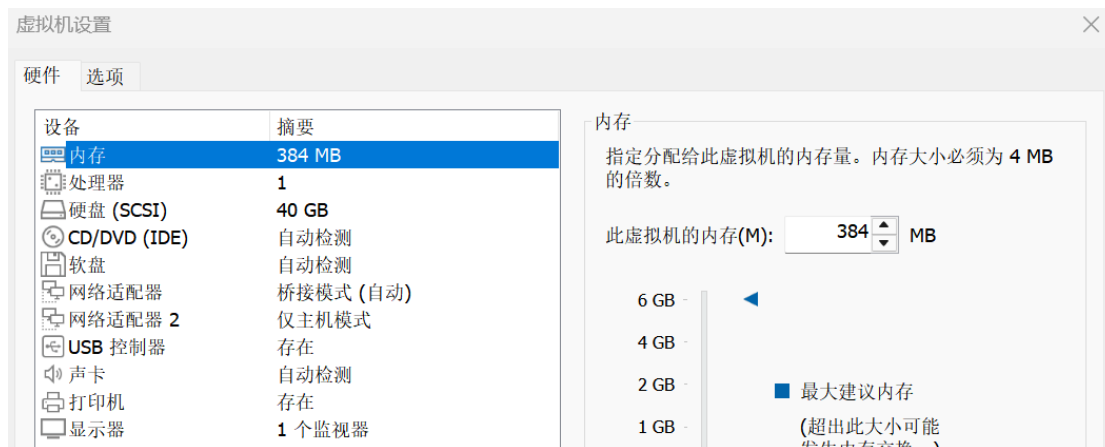 虚拟机设置
硬件 选项
设备 摘要
内存 384 MB
处理器 1
硬盘 (SCSI) 40 GB
CD/DVD (IDE) 自动检测
软盘 自动检测
网络适配器 桥接模式 (自动)
网络适配器 2 仅主机模式
USB 控制器 存在
声卡 自动检测
打印机 存在
显示器 1 个监视器
内存
指定分配给此虚拟机的内存量。内存大小必须为 4 MB
的倍数。
此虚拟机的内存(M): 384 MB
6 GB
4 GB
2 GB
最大建议内存
1 GB
(超出此大小可能